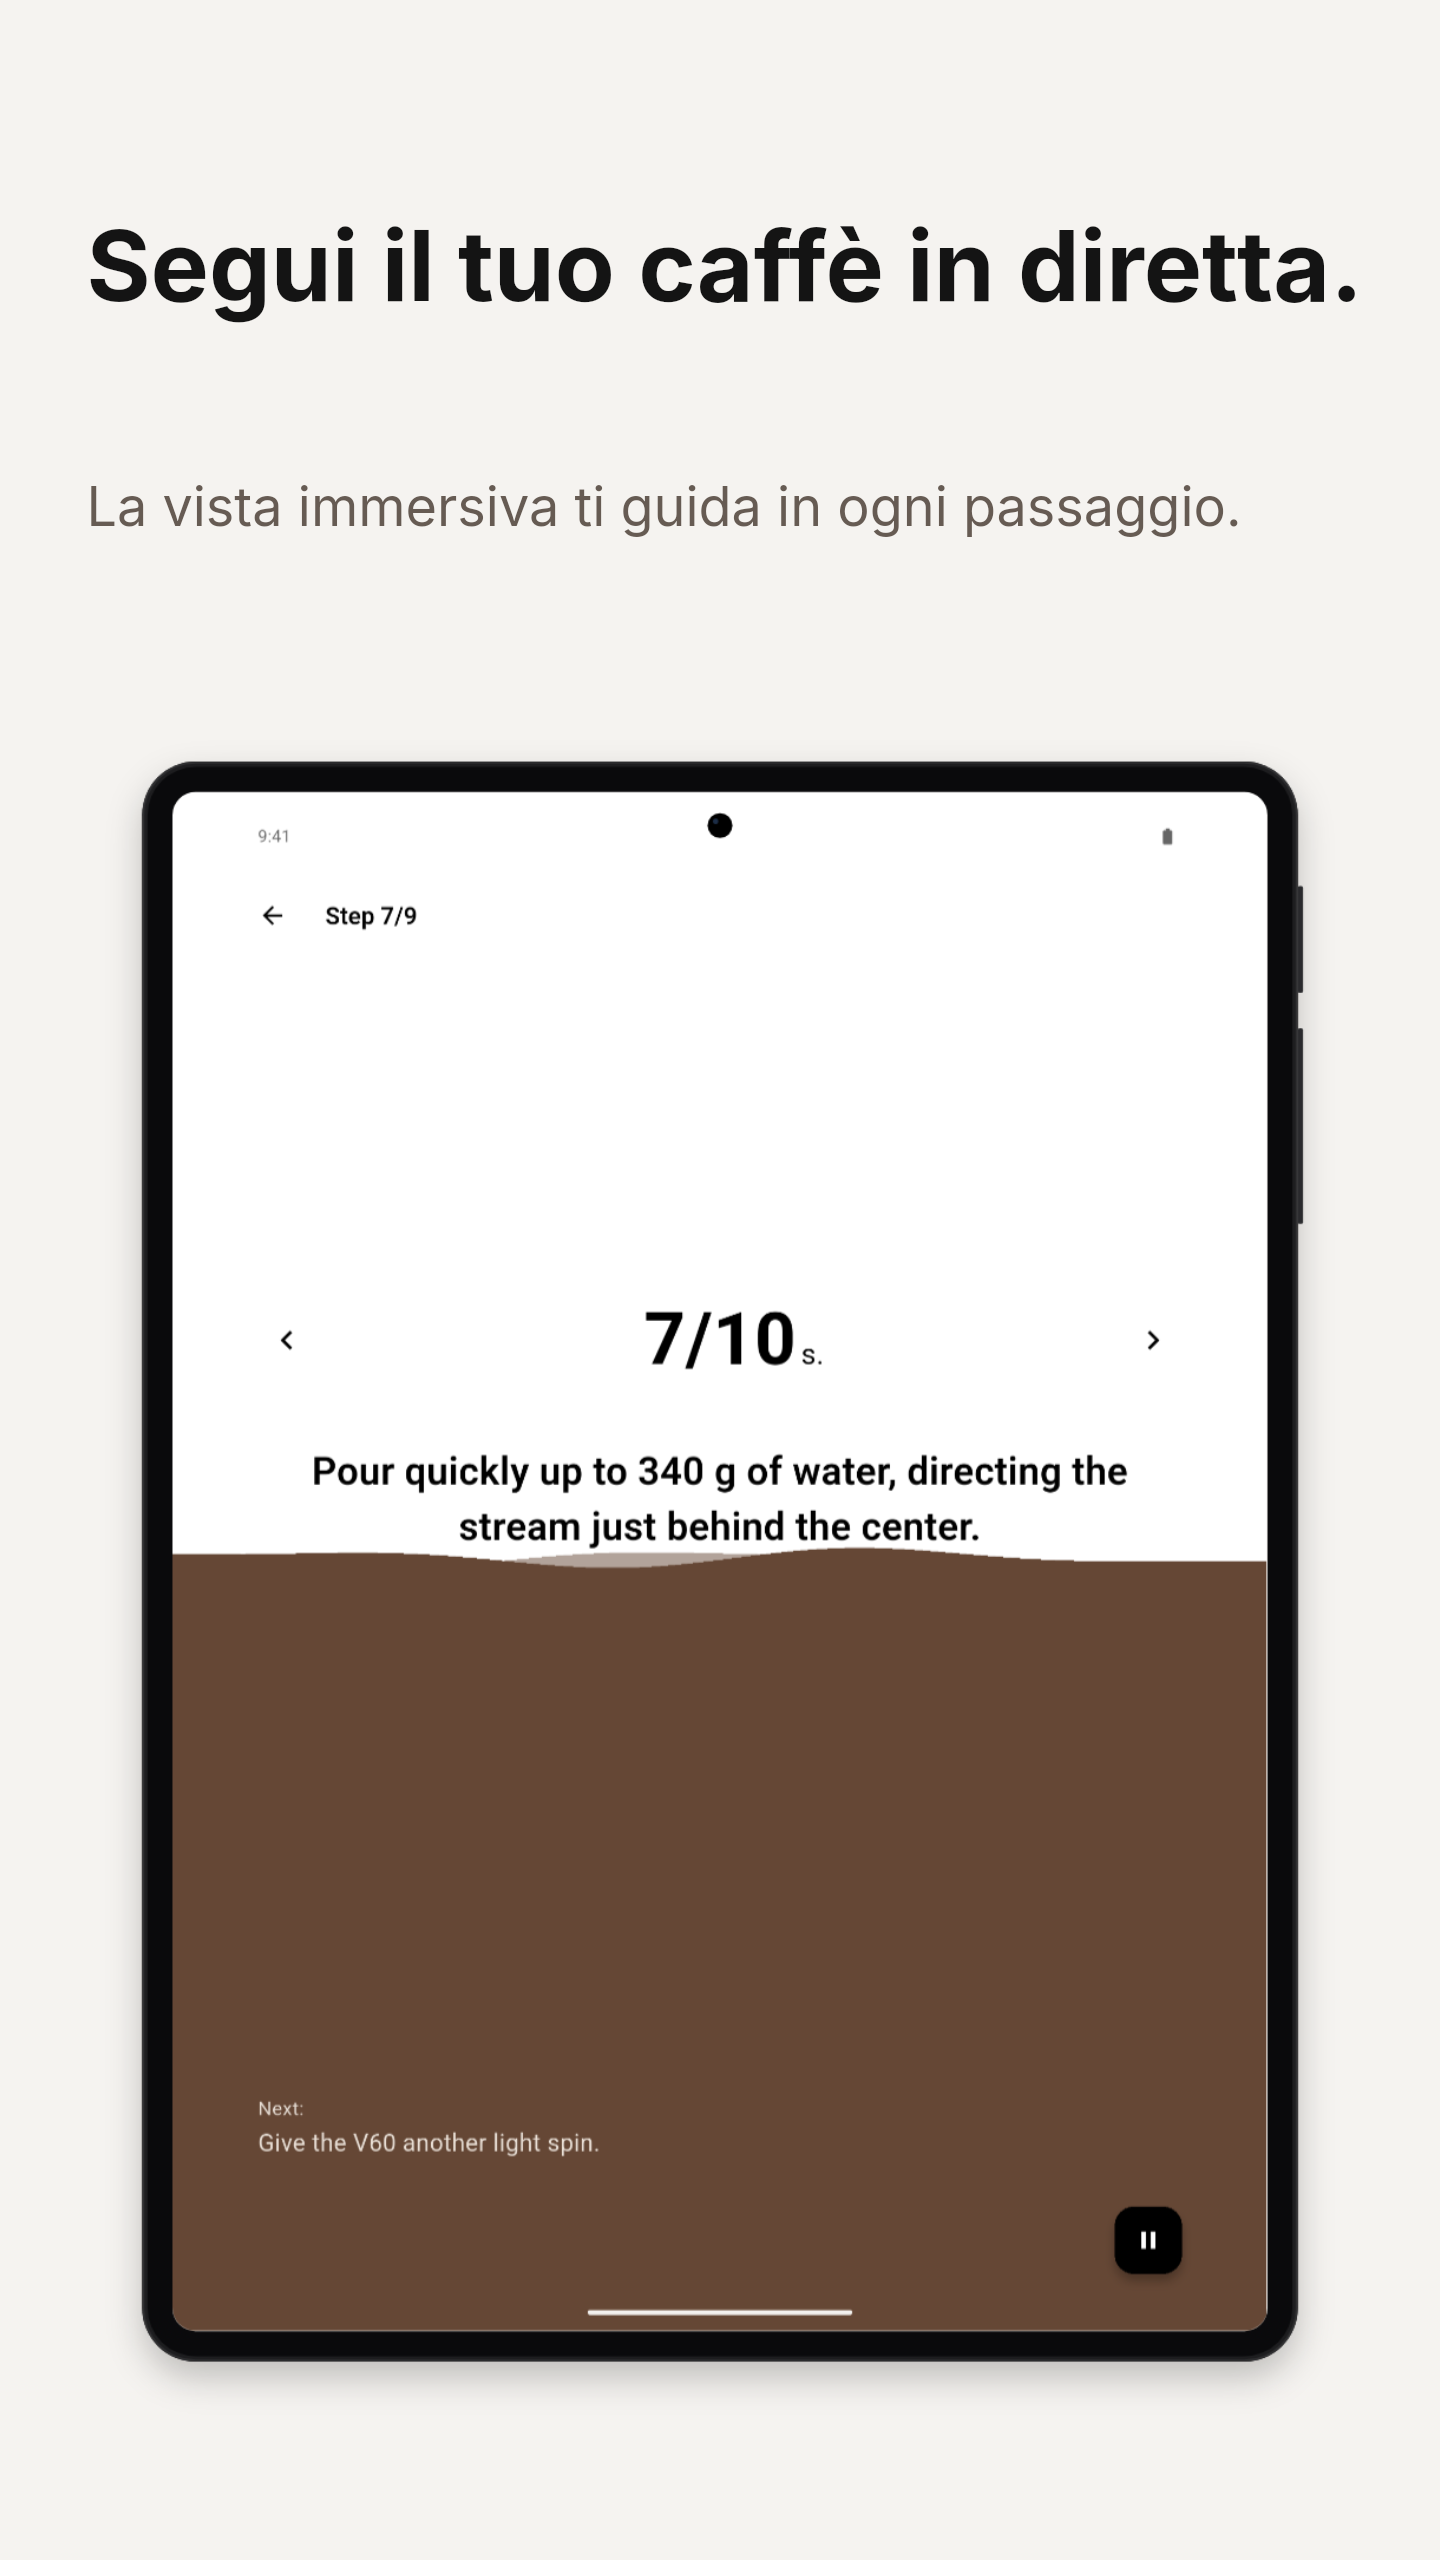 Segui il tuo caffè in diretta.
La vista immersiva ti guida in ogni passaggio.
9:41
Step 7/9
7/10 s.
Pour quickly up to 340 g of water, directing the
stream just behind the center.
Next:
Give the V60 another light spin.